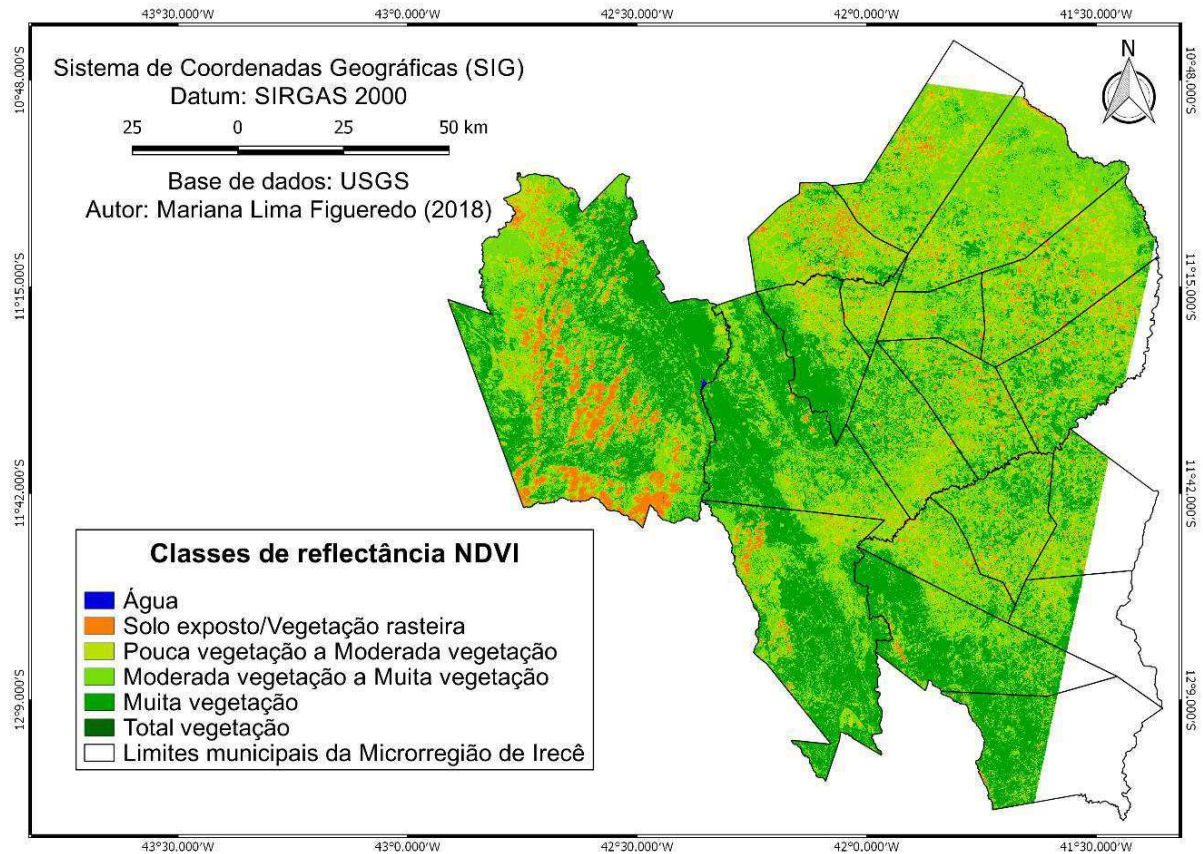 43°30.000'W 43°0.000'W 42°30.000'W 42°0.000'W 41°30.000'W
Sistema de Coordenadas Geográficas (SIG)
Datum: SIRGAS 2000
25 0 25 50 km
Base de dados: USGS
Autor: Mariana Lima Figueredo (2018)
N
10°48.000'S
11°15.000'S
11°42.000'S
12°9.000'S
10°48.000'S
11°15.000'S
11°42.000'S
12°9.000'S
Classes de reflectância NDVI
Água
Solo exposto/Vegetação rasteira
Pouca vegetação a Moderada vegetação
Moderada vegetação a Muita vegetação
Muita vegetação
Total vegetação
Limites municipais da Microrregião de Irecê
43°30.000'W 43°0.000'W 42°30.000'W 42°0.000'W 41°30.000'W